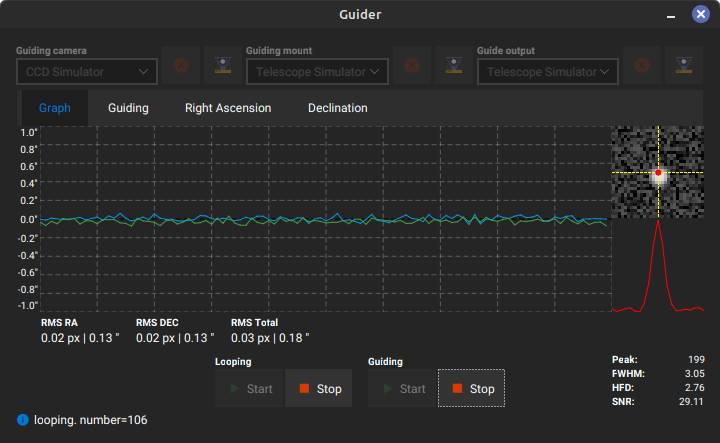 Guider
Guiding camera Guiding mount Guide output
CCD Simulator Telescope Simulator Telescope Simulator
Graph Guiding Right Ascension Declination
1.0"
0.8"
0.6"
0.4"
0.2"
0.0"
-0.2"
-0.4"
-0.6"
-0.8"
-1.0"
RMS RA RMS DEC RMS Total
0.02 px | 0.13 " 0.02 px | 0.13 " 0.03 px | 0.18 "
Looping Guiding
Start Stop Start Stop
Peak: 199
FWHM: 3.05
HFD: 2.76
SNR: 29.11
looping. number=106